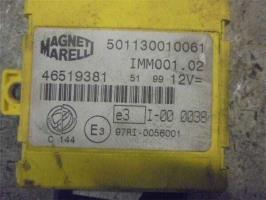 MAGNETI MARELLI
501130010061
IMM001.02
46519381 51 99 12V=
e3 I-00 0038
C 144 E3 97RI-0056001